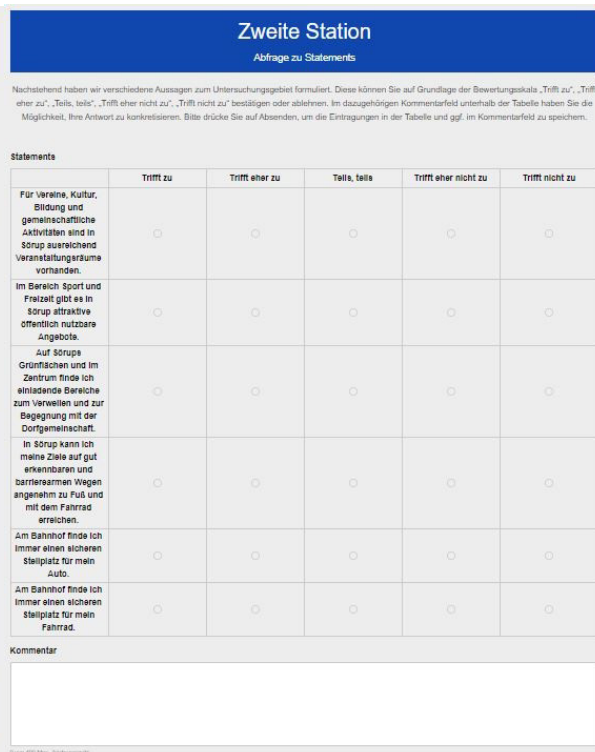 Zweite Station
Abfrage zu Statements
Nachstehend haben wir verschiedene Aussagen zum Untersuchungsgebiet formuliert. Diese können Sie auf Grundlage der Bewertungsskala „Trifft zu“, „Trifft
eher zu“, „Teils, teils“, „Trifft eher nicht zu“, „Trifft nicht zu“ bestätigen oder ablehnen. Im dazugehörigen Kommentarfeld unterhalb der Tabelle haben Sie die
Möglichkeit, Ihre Antwort zu konkretisieren. Bitte drücke Sie auf Absenden, um die Eintragungen in der Tabelle und ggf. im Kommentarfeld zu speichern.
Statements
Trifft zu Trifft eher zu Teils, teils Trifft eher nicht zu Trifft nicht zu
Für Vereine, Kultur,
Bildung und
gemeinschaftliche
Aktivitäten sind in
Sörup ausreichend
Veranstaltungsräume
vorhanden.
Im Bereich Sport und
Freizeit gibt es in
Sörup attraktive
öffentlich nutzbare
Angebote.
Auf Sörups
Grünflächen und im
Zentrum finde ich
einladende Bereiche
zum Verweilen und zur
Begegnung mit der
Dorfgemeinschaft.
In Sörup kann ich
meine Ziele auf gut
erkennbaren und
barrierearmen Wegen
angenehm zu Fuß und
mit dem Fahrrad
erreichen.
Am Bahnhof finde ich
immer einen sicheren
Stellplatz für mein
Auto.
Am Bahnhof finde ich
immer einen sicheren
Stellplatz für mein
Fahrrad.
Kommentar